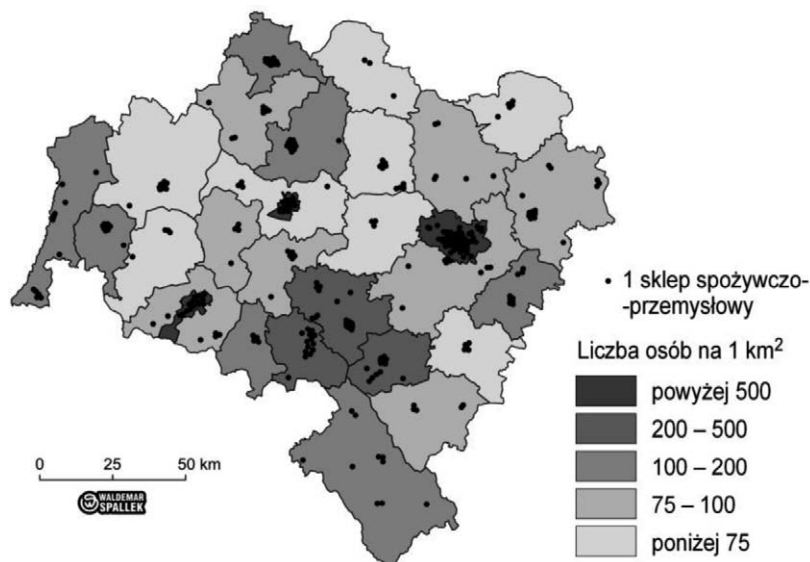 1 sklep spożywczo-
-przemysłowy
Liczba osób na 1 km²
powyżej 500
200 – 500
100 – 200
75 – 100
poniżej 75
0 25 50 km
WALDEMAR
SPALLEK